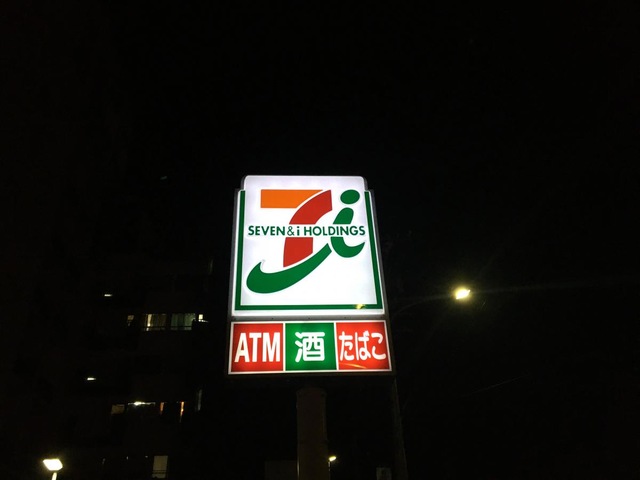 SEVEN & i HOLDINGS
ATM 酒 たばこ